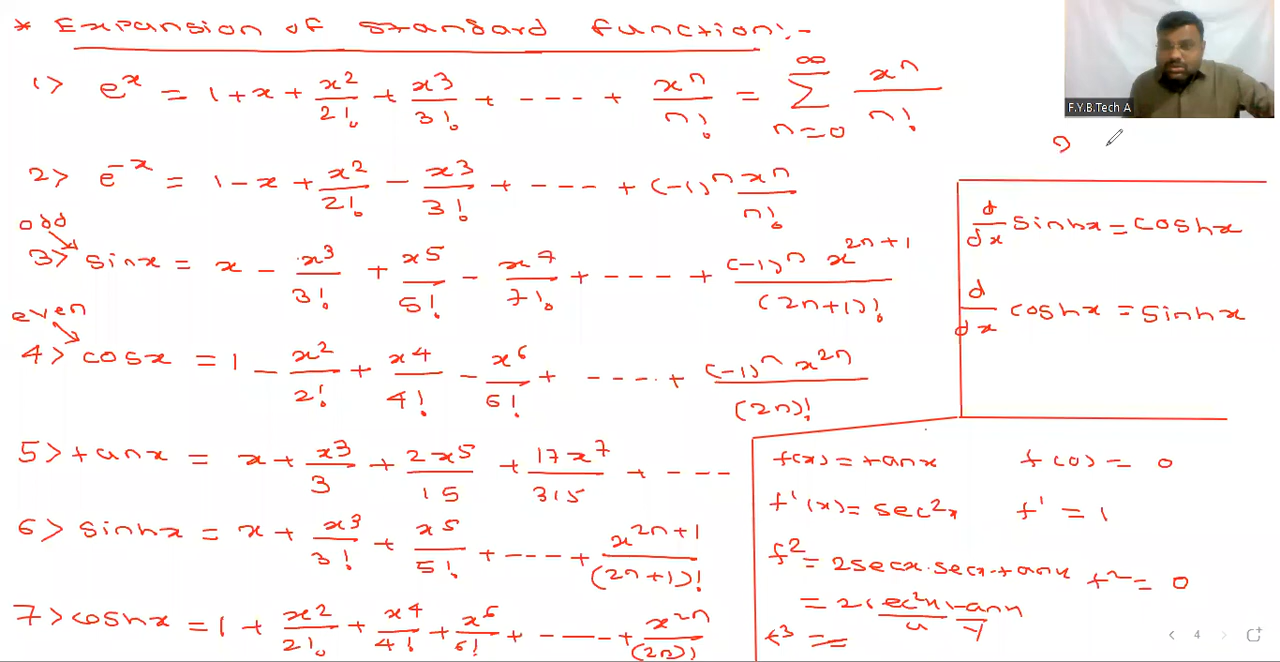 * Expansion of standard function:-
1> e^x = 1 + x + x^2/2! + x^3/3! + ---- + x^n/n! = ∑_{n=0}^{∞} x^n/n!
2> e^-x = 1 - x + x^2/2! - x^3/3! + ---- + (-1)^n x^n/n!
odd
3> sinx = x - x^3/3! + x^5/5! - x^7/7! + ---- + (-1)^n x^{2n+1}/(2n+1)!
even
4> cosx = 1 - x^2/2! + x^4/4! - x^6/6! + ---- + (-1)^n x^{2n}/(2n)!
5> tanx = x + x^3/3 + 2x^5/15 + 17x^7/315 + ---
6> sinhx = x + x^3/3! + x^5/5! + --- + x^{2n+1}/(2n+1)!
7> coshx = 1 + x^2/2! + x^4/4! + x^6/6! + --- + x^{2n}/(2n)!
F.Y.B.Tech A
d/dx sinhx = coshx
d/dx coshx = sinhx
f(x) = tanx f(0) = 0
f'(x) = sec^2x f' = 1
f^2 = 2secx.secx.tanx f^2 = 0
= 2(sec^2x)/u tanx/v
f^3 =
< 4 >